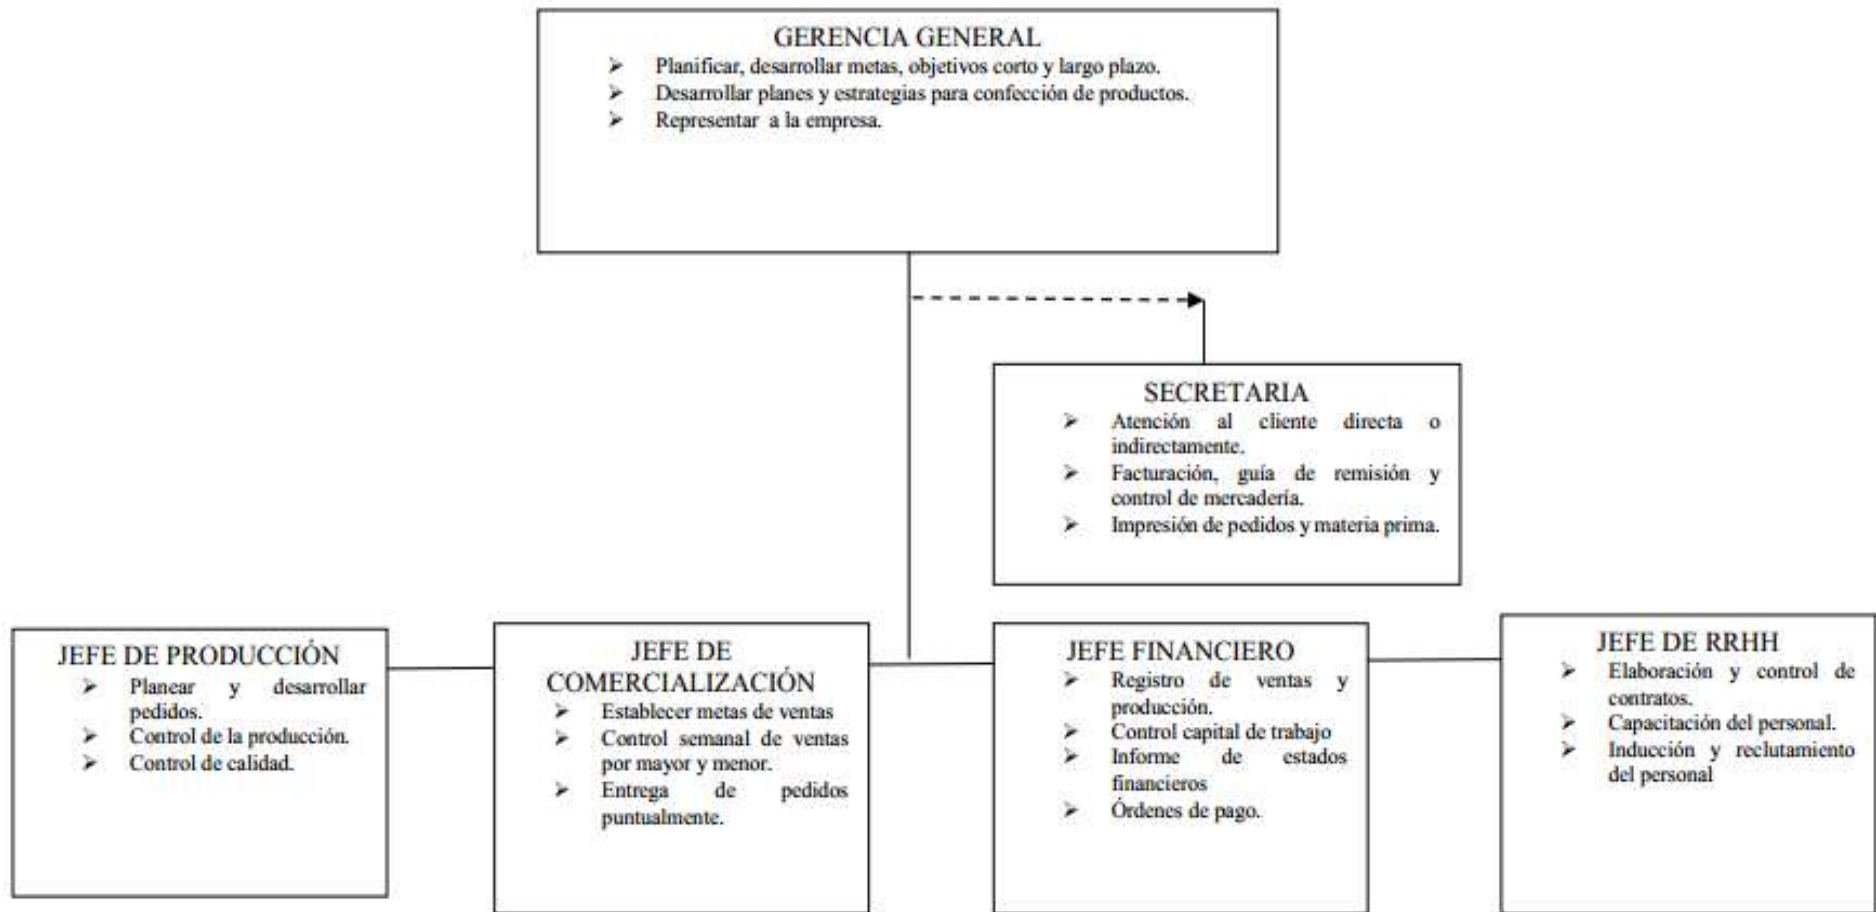 GERENCIA GENERAL
➤ Planificar, desarrollar metas, objetivos corto y largo plazo.
➤ Desarrollar planes y estrategias para confección de productos.
➤ Representar a la empresa.
SECRETARIA
➤ Atención al cliente directa o
indirectamente.
➤ Facturación, guía de remisión y
control de mercadería.
➤ Impresión de pedidos y materia prima.
JEFE DE PRODUCCIÓN
➤ Planear y desarrollar
pedidos.
➤ Control de la producción.
➤ Control de calidad.
JEFE DE
COMERCIALIZACIÓN
➤ Establecer metas de ventas
➤ Control semanal de ventas
por mayor y menor.
➤ Entrega de pedidos
puntualmente.
JEFE FINANCIERO
➤ Registro de ventas y
producción.
➤ Control capital de trabajo
➤ Informe de estados
financieros
➤ Órdenes de pago.
JEFE DE RRHH
➤ Elaboración y control de
contratos.
➤ Capacitación del personal.
➤ Inducción y reclutamiento
del personal